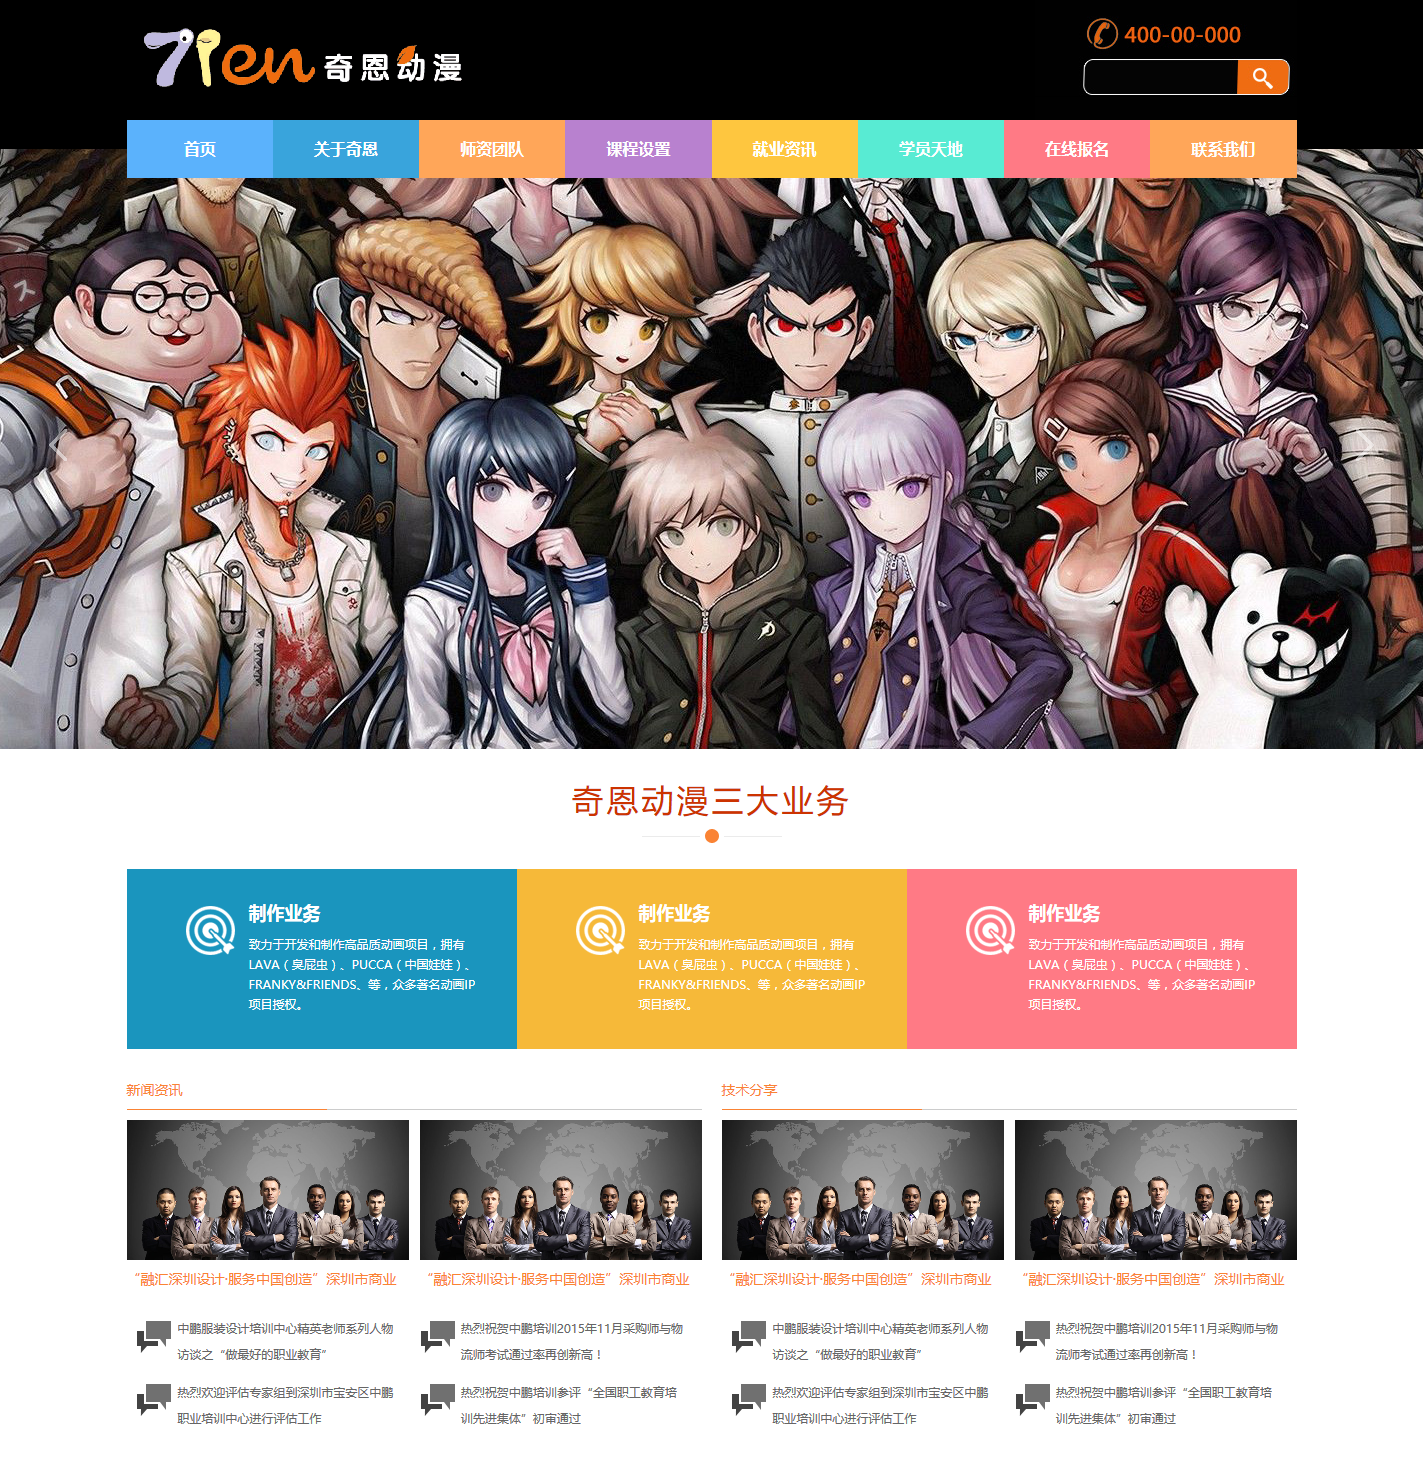 7len 奇恩动漫
400-00-000
首页 关于奇恩 师资团队 课程设置 就业资讯 学员天地 在线报名 联系我们
奇恩动漫三大业务
制作业务
致力于开发和制作高品质动画项目，拥有
LAVA（臭屁虫）、PUCCA（中国娃娃）、
FRANKY&FRIENDS、等，众多著名动画IP
项目授权。
制作业务
致力于开发和制作高品质动画项目，拥有
LAVA（臭屁虫）、PUCCA（中国娃娃）、
FRANKY&FRIENDS、等，众多著名动画IP
项目授权。
制作业务
致力于开发和制作高品质动画项目，拥有
LAVA（臭屁虫）、PUCCA（中国娃娃）、
FRANKY&FRIENDS、等，众多著名动画IP
项目授权。
新闻资讯
“融汇深圳设计·服务中国创造”深圳市商业
“融汇深圳设计·服务中国创造”深圳市商业
中鹏服装设计培训中心精英老师系列人物
访谈之“做最好的职业教育”
热烈祝贺中鹏培训2015年11月采购师与物
流师考试通过率再创新高！
热烈欢迎评估专家组到深圳市宝安区中鹏
职业培训中心进行评估工作
热烈祝贺中鹏培训参评“全国职工教育培
训先进集体”初审通过
技术分享
“融汇深圳设计·服务中国创造”深圳市商业
“融汇深圳设计·服务中国创造”深圳市商业
中鹏服装设计培训中心精英老师系列人物
访谈之“做最好的职业教育”
热烈祝贺中鹏培训2015年11月采购师与物
流师考试通过率再创新高！
热烈欢迎评估专家组到深圳市宝安区中鹏
职业培训中心进行评估工作
热烈祝贺中鹏培训参评“全国职工教育培
训先进集体”初审通过